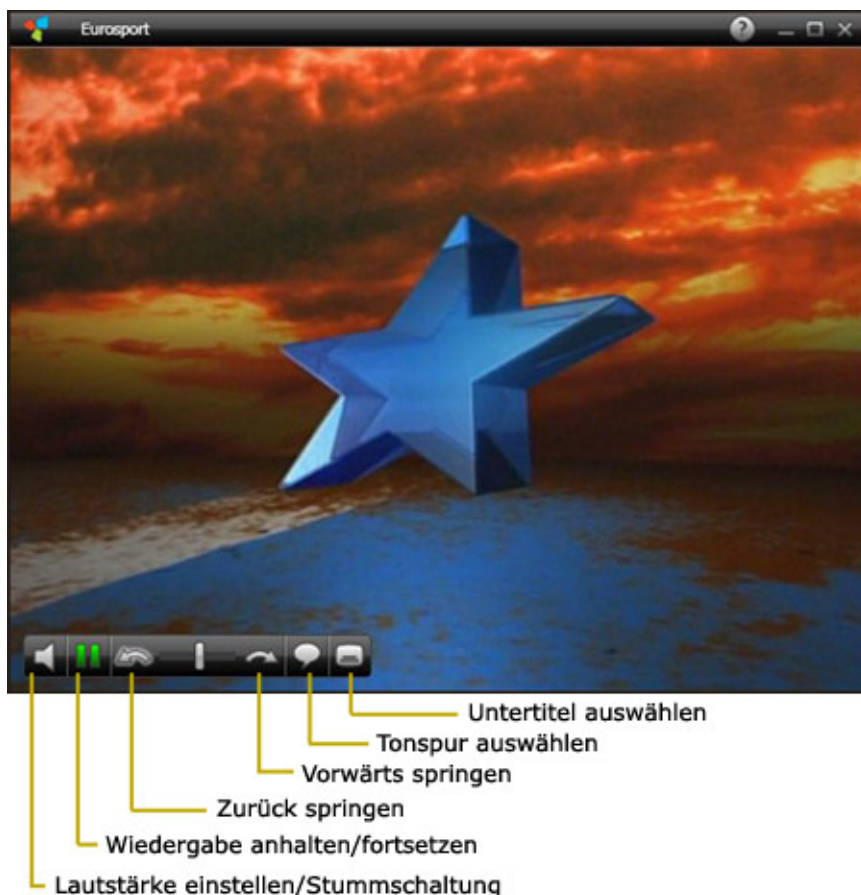 Eurosport
Untertitel auswählen
Tonspur auswählen
Vorwärts springen
Zurück springen
Wiedergabe anhalten/fortsetzen
Lautstärke einstellen/Stummschaltung